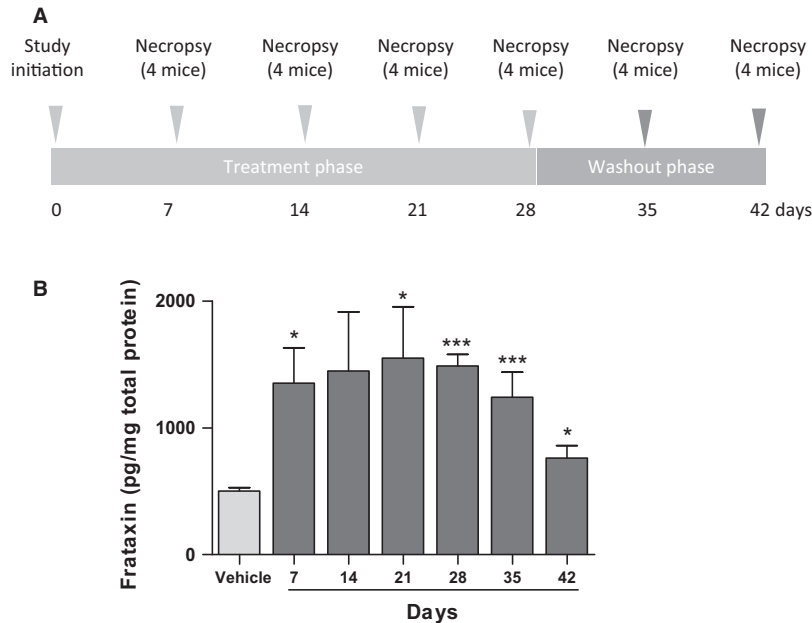 A
Study initiation
Necropsy (4 mice)
Necropsy (4 mice)
Necropsy (4 mice)
Necropsy (4 mice)
Necropsy (4 mice)
Necropsy (4 mice)
Treatment phase
Washout phase
0 7 14 21 28 35 42 days
B
Frataxin (pg/mg total protein)
2000
1000
0
* * *** *** *
Vehicle 7 14 21 28 35 42
Days